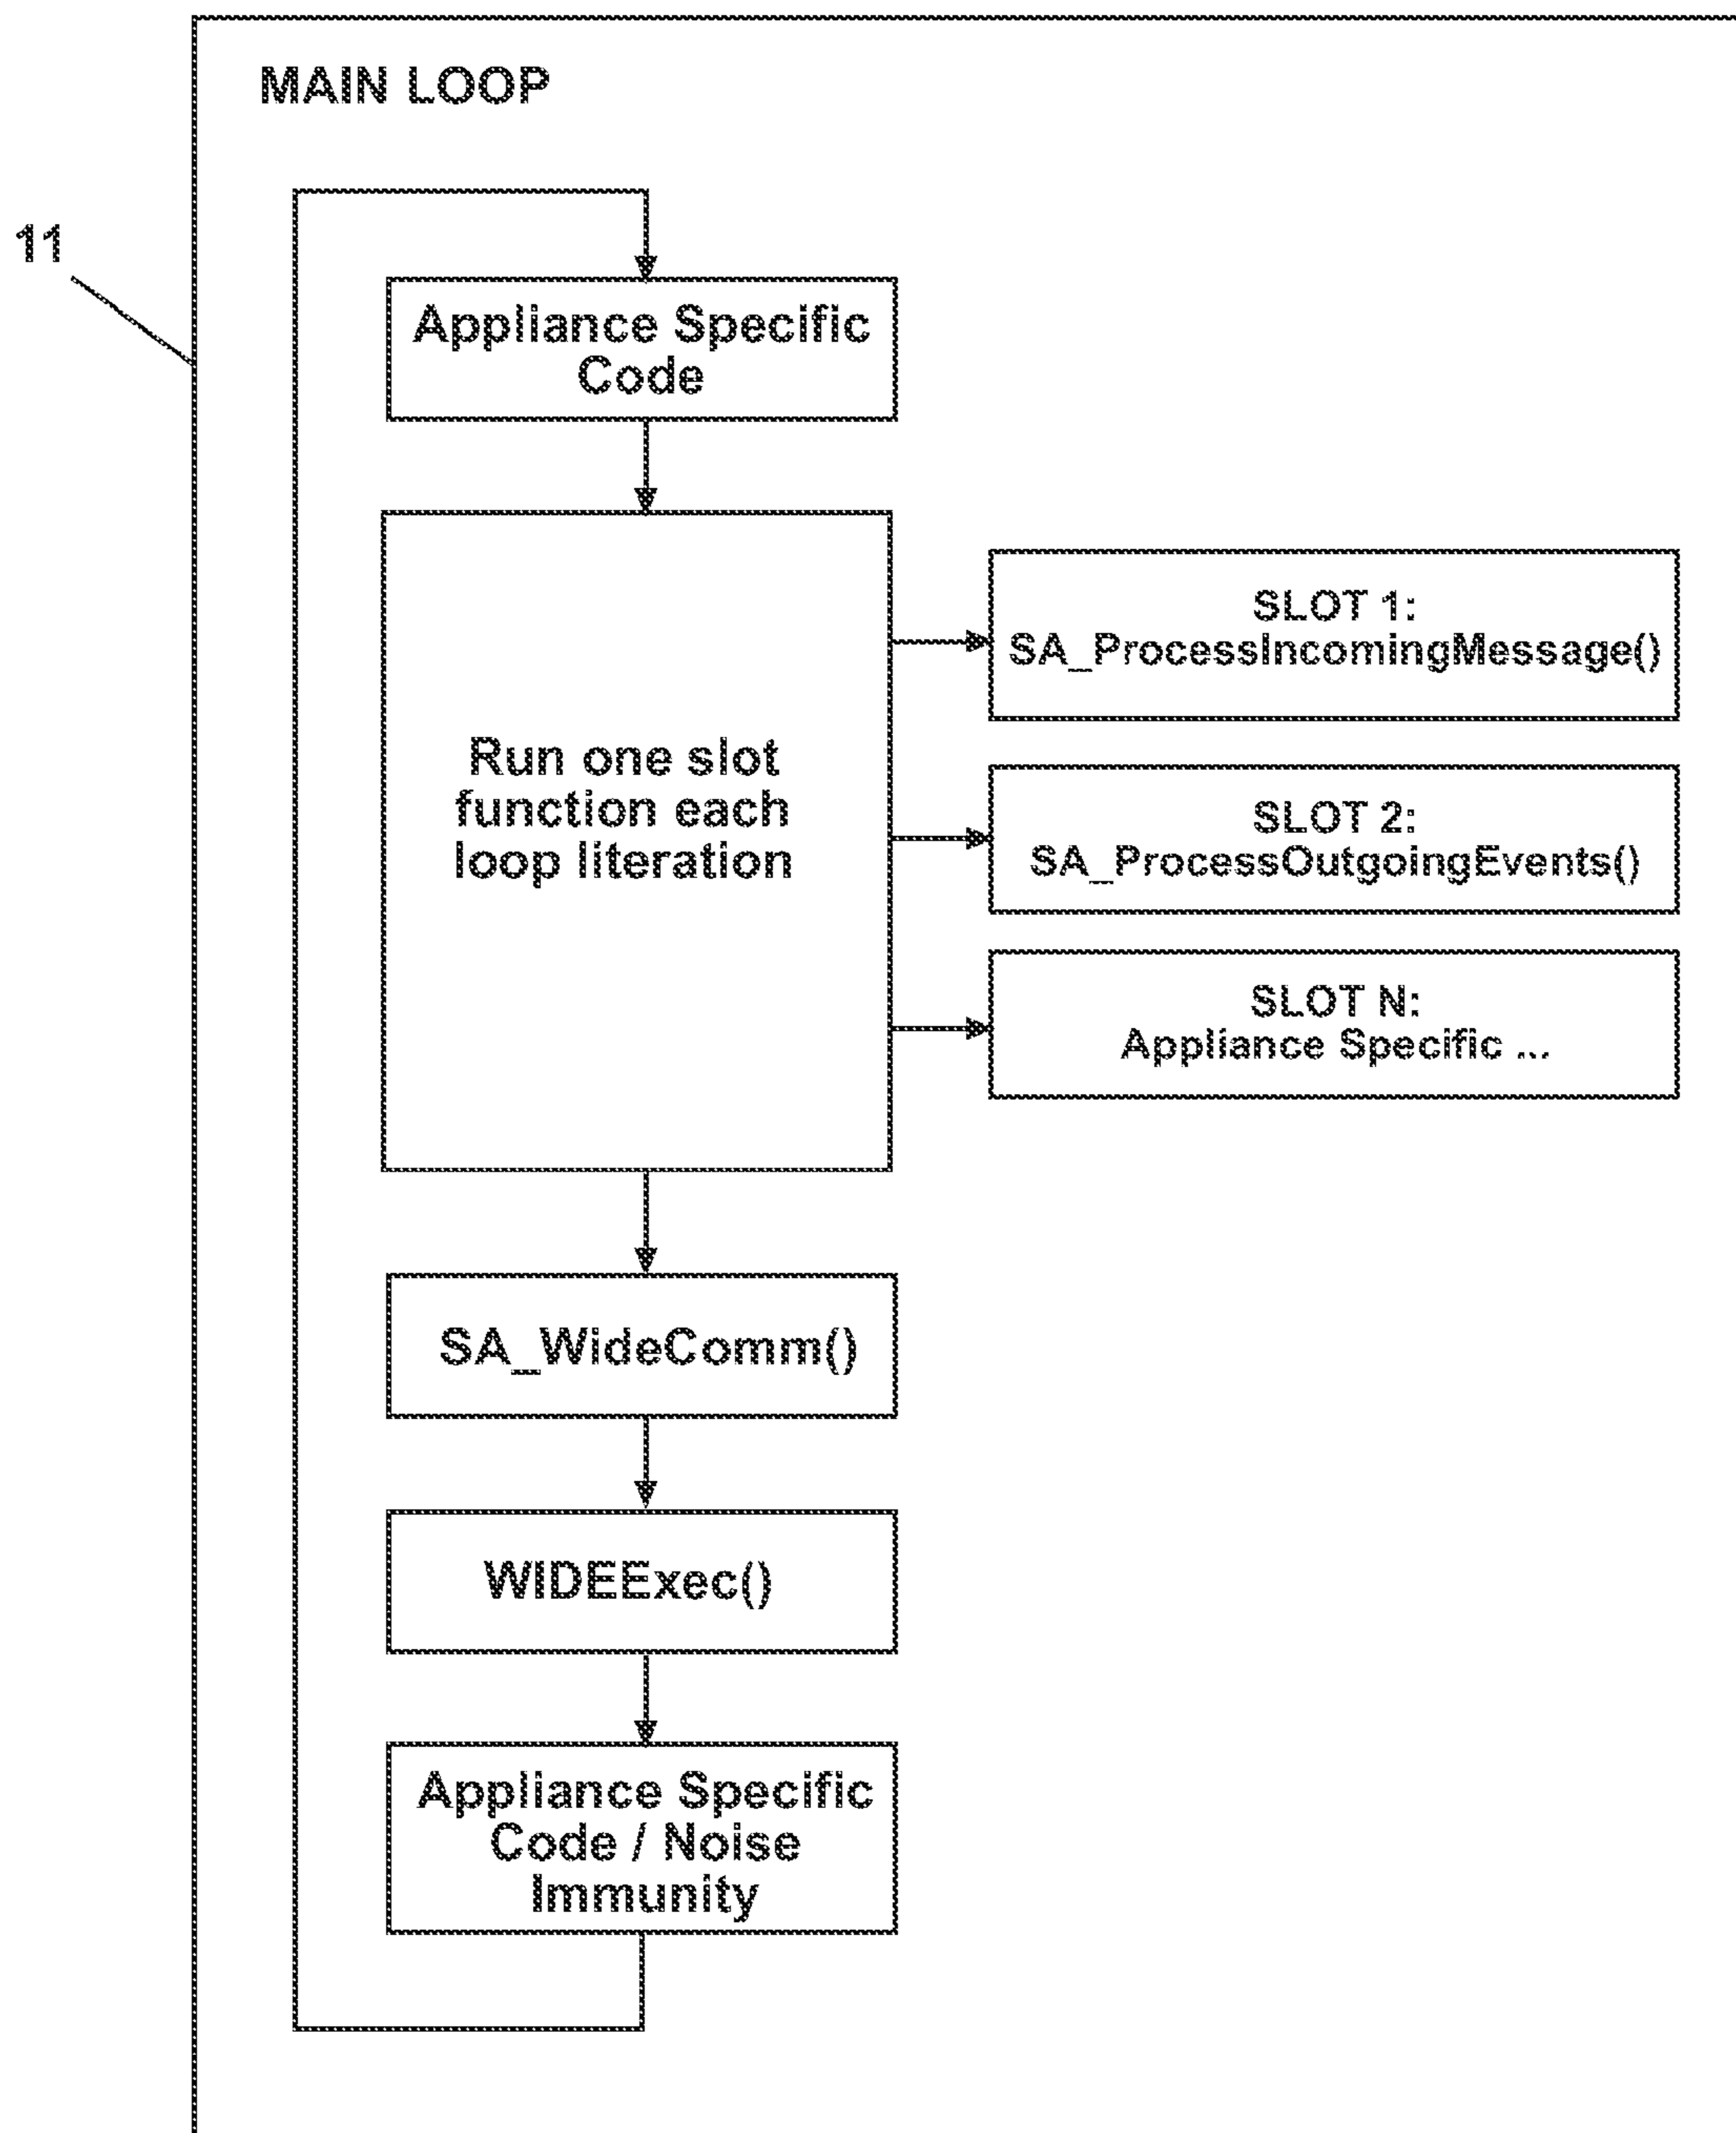 MAIN LOOP
11
Appliance Specific
Code
Run one slot
function each
loop literation
SLOT 1:
SA_ProcessIncomingMessage()
SLOT 2:
SA_ProcessOutgoingEvents()
SLOT N:
Appliance Specific ...
SA_WideComm()
WIDEExec()
Appliance Specific
Code / Noise
Immunity